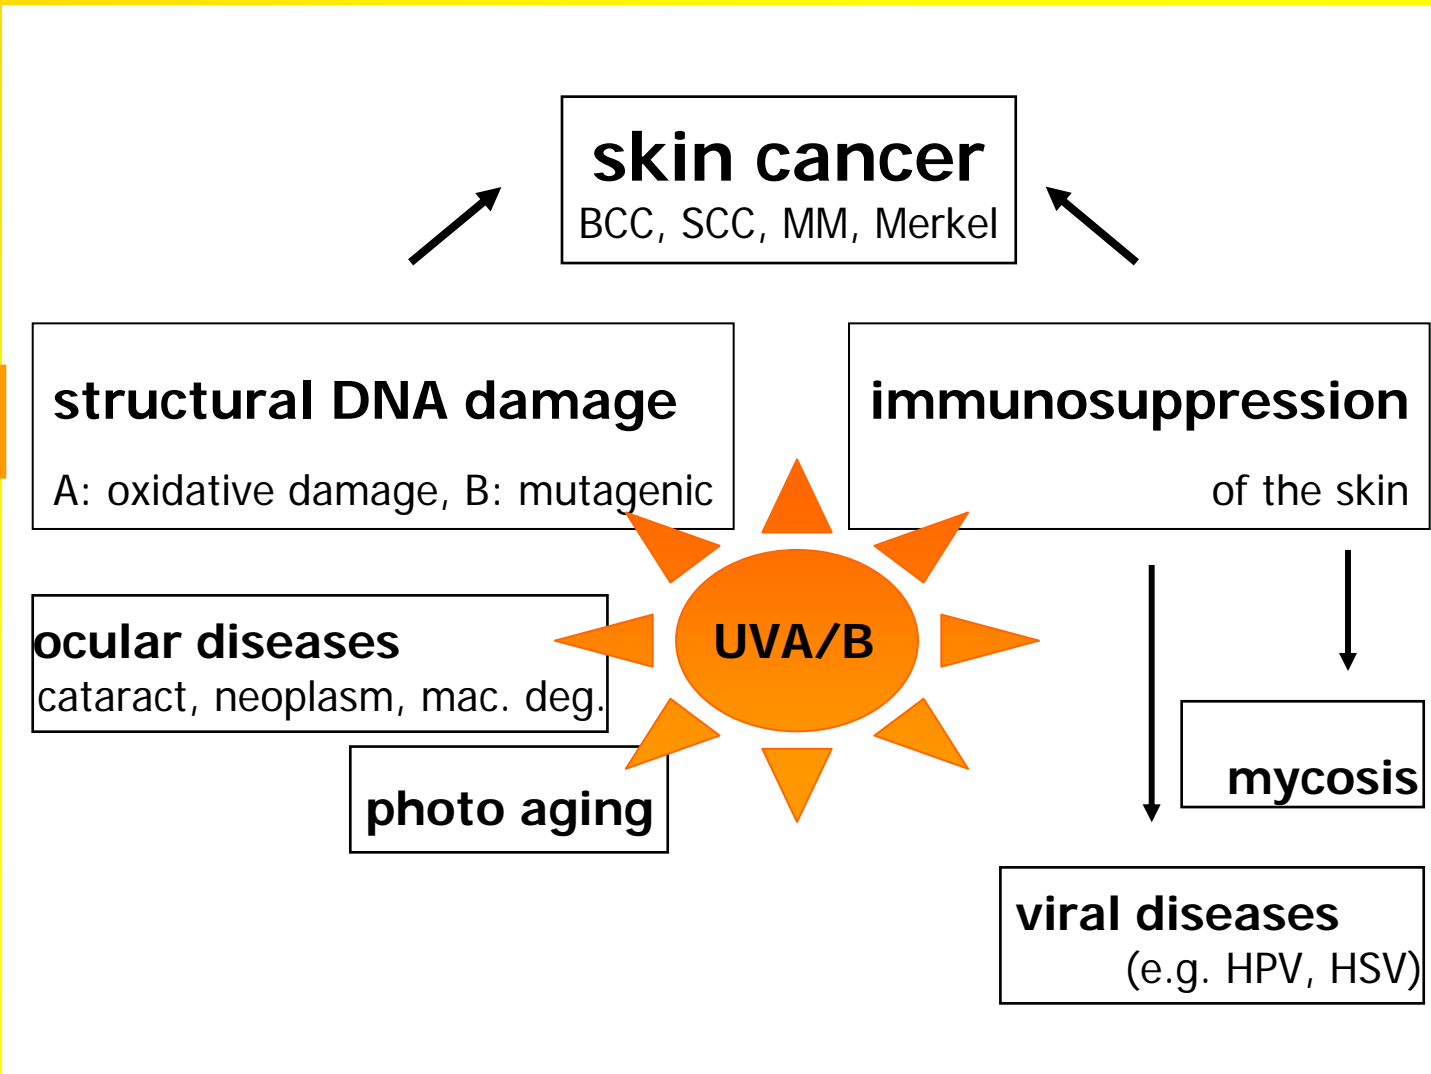 skin cancer
BCC, SCC, MM, Merkel
structural DNA damage
A: oxidative damage, B: mutagenic
immunosuppression
of the skin
UVA/B
ocular diseases
cataract, neoplasm, mac. deg.
photo aging
mycosis
viral diseases
(e.g. HPV, HSV)